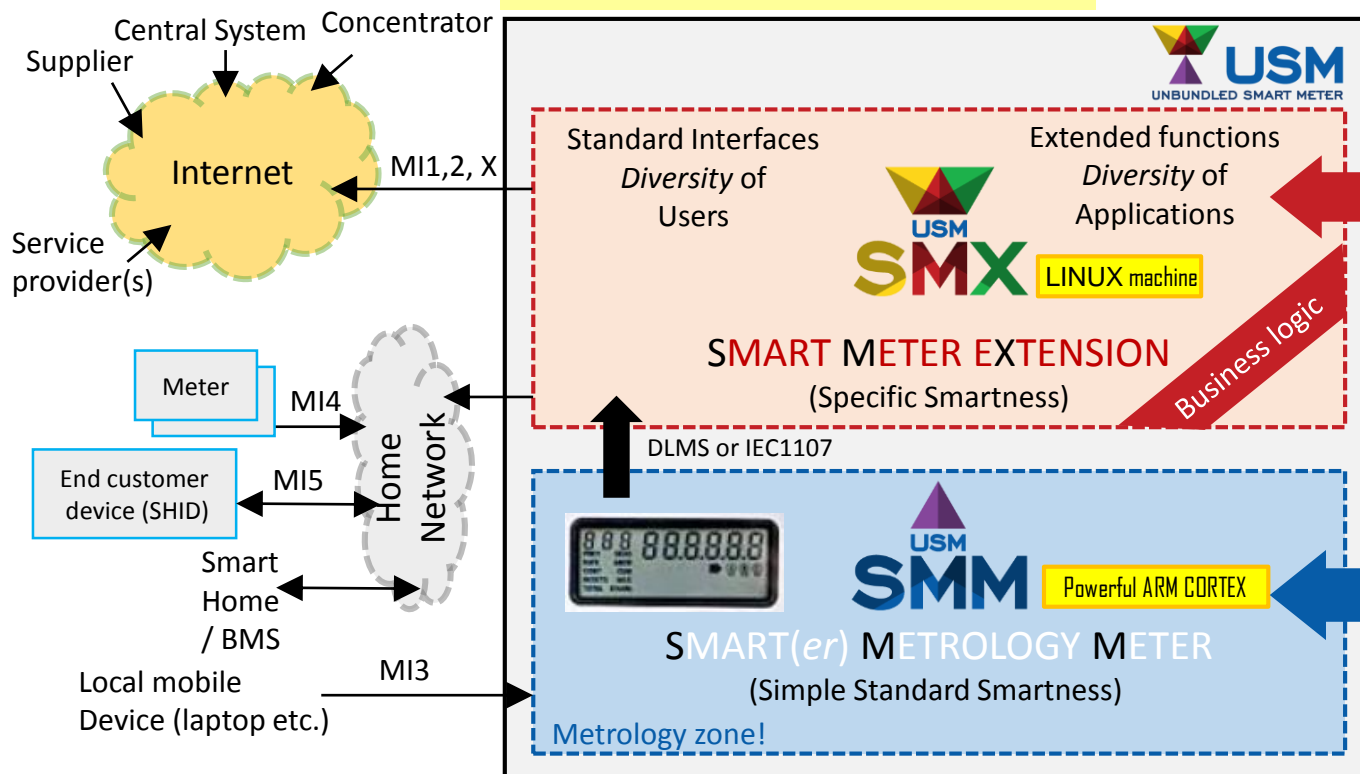 Central System
Concentrator
Supplier
Internet
Service
provider(s)
MI1,2, X
USM
UNBUNDLED SMART METER
Standard Interfaces
Diversity of
Users
Extended functions
Diversity of
Applications
USM
SMX
LINUX machine
SMART METER EXTENSION
(Specific Smartness)
Business logic
Meter
MI4
End customer
device (SHID)
MI5
Home
Network
Smart
Home
/ BMS
Local mobile
Device (laptop etc.)
MI3
DLMS or IEC1107
888 888888
USM
SMM
Powerful ARM CORTEX
SMART(er) METROLOGY METER
(Simple Standard Smartness)
Metrology zone!